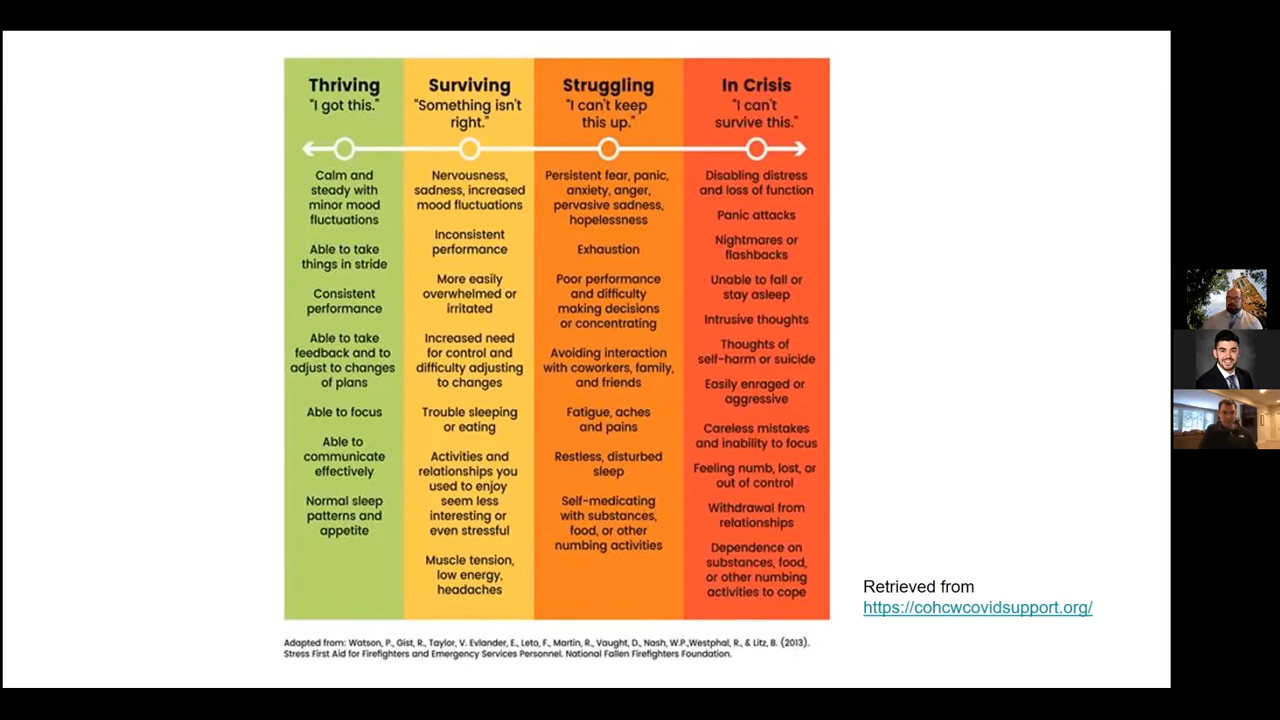 Thriving
"I got this."
Calm and
steady with
minor mood
fluctuations
Able to take
things in stride
Consistent
performance
Able to take
feedback and to
adjust to changes
of plans
Able to focus
Able to
communicate
effectively
Normal sleep
patterns and
appetite
Surviving
"Something isn't
right."
Nervousness,
sadness, increased
mood fluctuations
Inconsistent
performance
More easily
overwhelmed or
irritated
Increased need
for control and
difficulty adjusting
to changes
Trouble sleeping
or eating
Activities and
relationships you
used to enjoy
seem less
interesting or
even stressful
Muscle tension,
low energy,
headaches
Struggling
"I can't keep
this up."
Persistent fear, panic,
anxiety, anger,
pervasive sadness,
hopelessness
Exhaustion
Poor performance
and difficulty
making decisions
or concentrating
Avoiding interaction
with coworkers, family,
and friends
Fatigue, aches
and pains
Restless, disturbed
sleep
Self-medicating
with substances,
food, or other
numbing activities
In Crisis
"I can't
survive this."
Disabling distress
and loss of function
Panic attacks
Nightmares or
flashbacks
Unable to fall or
stay asleep
Intrusive thoughts
Thoughts of
self-harm or suicide
Easily enraged or
aggressive
Careless mistakes
and inability to focus
Feeling numb, lost, or
out of control
Withdrawal from
relationships
Dependence on
substances, food,
or other numbing
activities to cope
Retrieved from
https://cohcwcovidsupport.org/
Adapted from: Watson, P., Gist, R., Taylor, V. Evlander, E., Leto, F., Martin, R., Vaught, D., Nash, W.P.,Westphal, R., & Litz, B. (2013).
Stress First Aid for Firefighters and Emergency Services Personnel. National Fallen Firefighters Foundation.